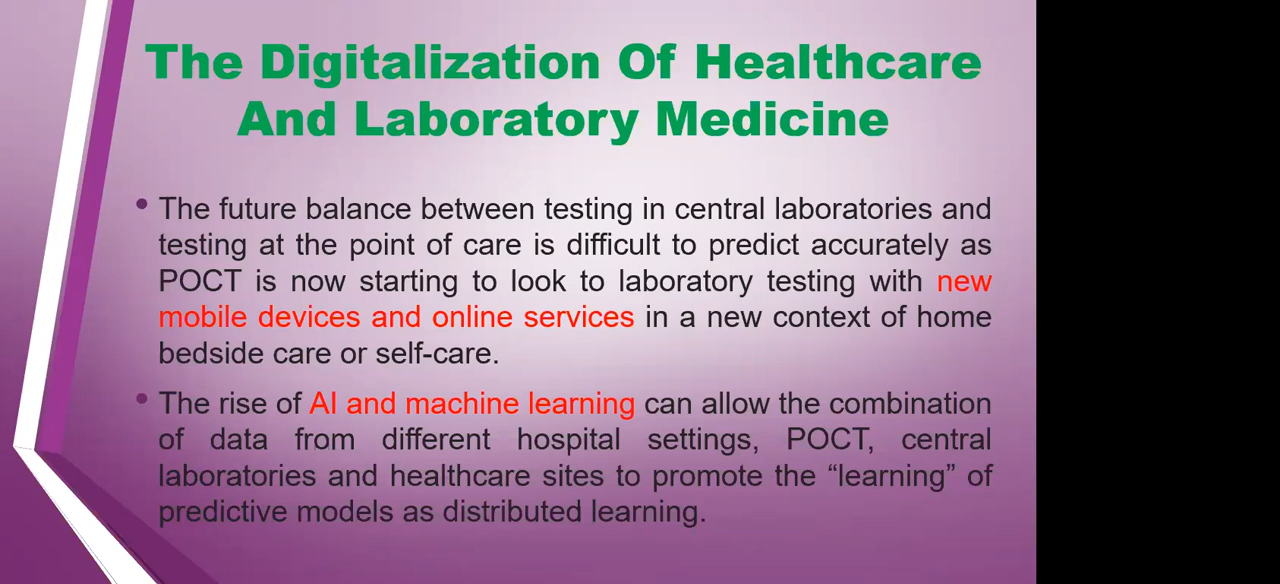 The Digitalization Of Healthcare
And Laboratory Medicine
• The future balance between testing in central laboratories and
testing at the point of care is difficult to predict accurately as
POCT is now starting to look to laboratory testing with new
mobile devices and online services in a new context of home
bedside care or self-care.
• The rise of AI and machine learning can allow the combination
of data from different hospital settings, POCT, central
laboratories and healthcare sites to promote the “learning” of
predictive models as distributed learning.